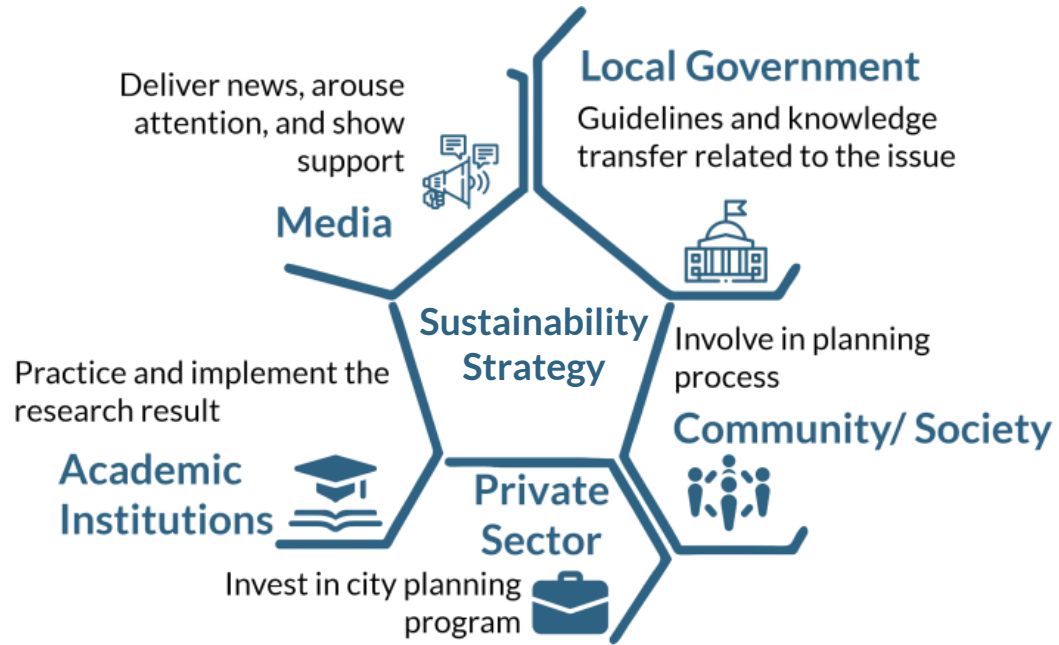 Deliver news, arouse
attention, and show
support
Media
Local Government
Guidelines and knowledge
transfer related to the issue
Sustainability
Strategy
Involve in planning
process
Community/ Society
Practice and implement the
research result
Academic
Institutions
Private
Sector
Invest in city planning
program